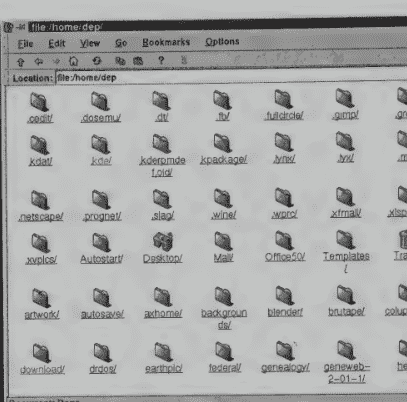 file:/home/dep/
File Edit View Go Bookmarks Options
Location: file:/home/dep
.cedit/ .dosemu/ .dt/ .fb/ .fullcircle/ .gimp/
.kdat/ .kde/ .kderpmde .kpackage/ .lynx/ .lyx/
f.old/
.netscape/ .prognet/ .slag/ .wine/ .wprc/ .xfmail/
.xvpics/ Autostart/ Desktop/ Mail/ Office50/ Templates
/
artwork/ autosave/ axhome/ backgroun blender/ brutape/
ds/
download/ drdos/ earthpic/ federal/ genealogy/ geneweb-
2-01-1/